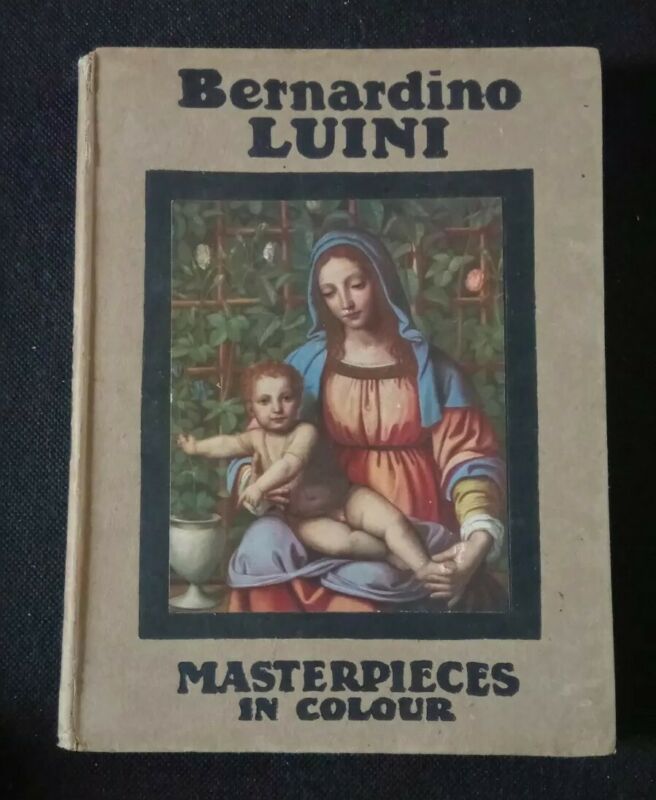 Bernardino
LUINI
MASTERPIECES
IN COLOUR